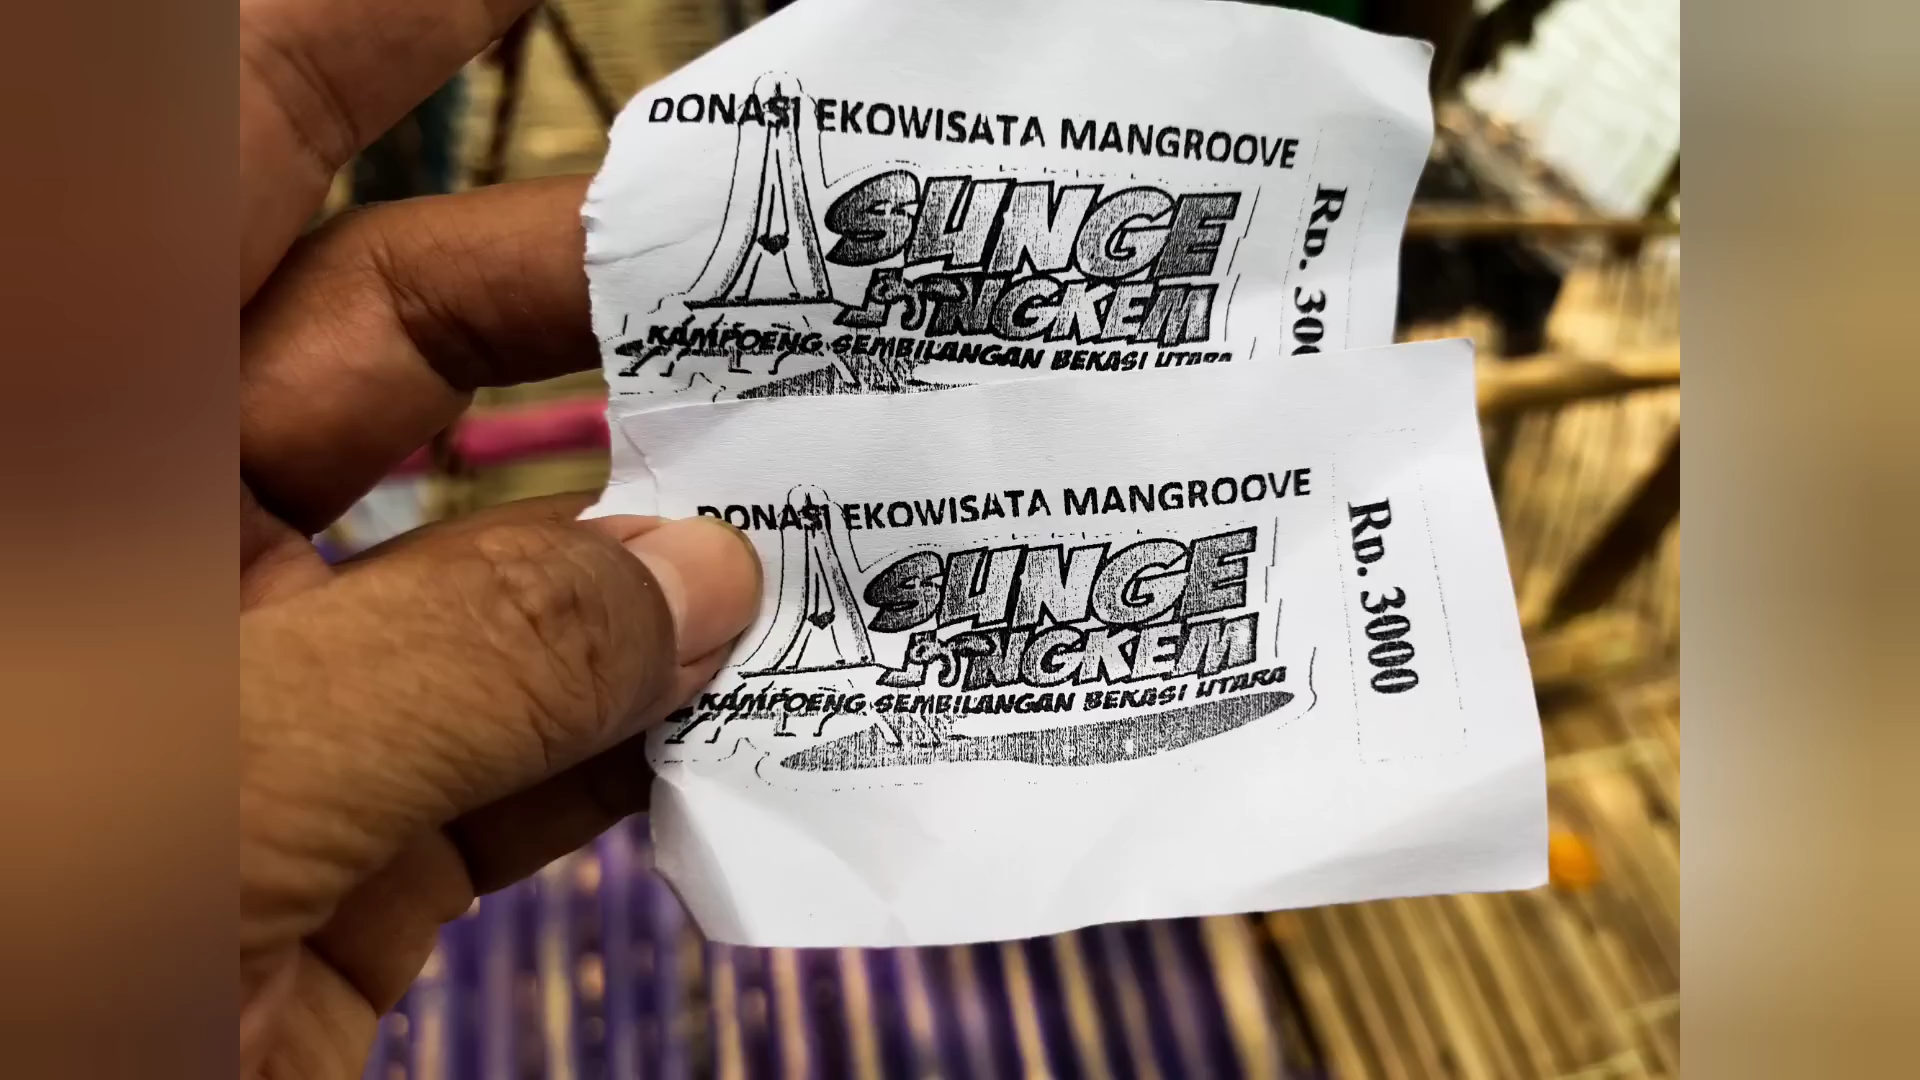 DONASI EKOWISATA MANGROOVE
SUNGE
JINGKEM
KAMPOENG SEMBILANGAN BEKASI UTARA
Rp. 300
DONASI EKOWISATA MANGROOVE
SUNGE
JINGKEM
KAMPOENG SEMBILANGAN BEKASI UTARA
Rp. 3000